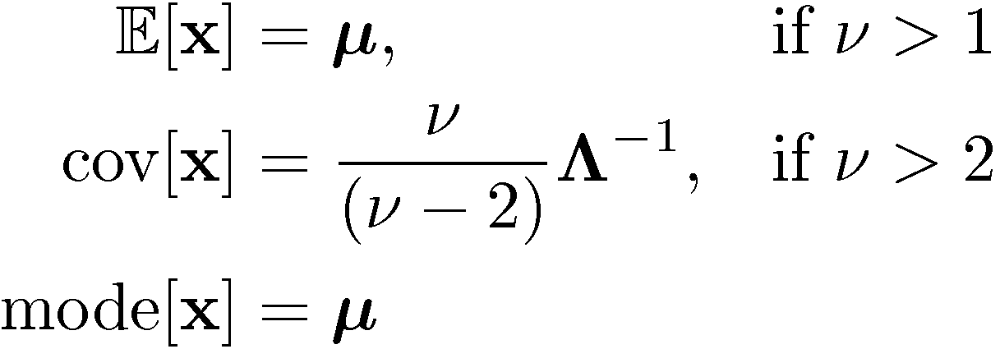 𝔼[𝐱] = 𝝁, if ν > 1
cov[𝐱] = ν/(ν − 2) 𝚲⁻¹, if ν > 2
mode[𝐱] = 𝝁